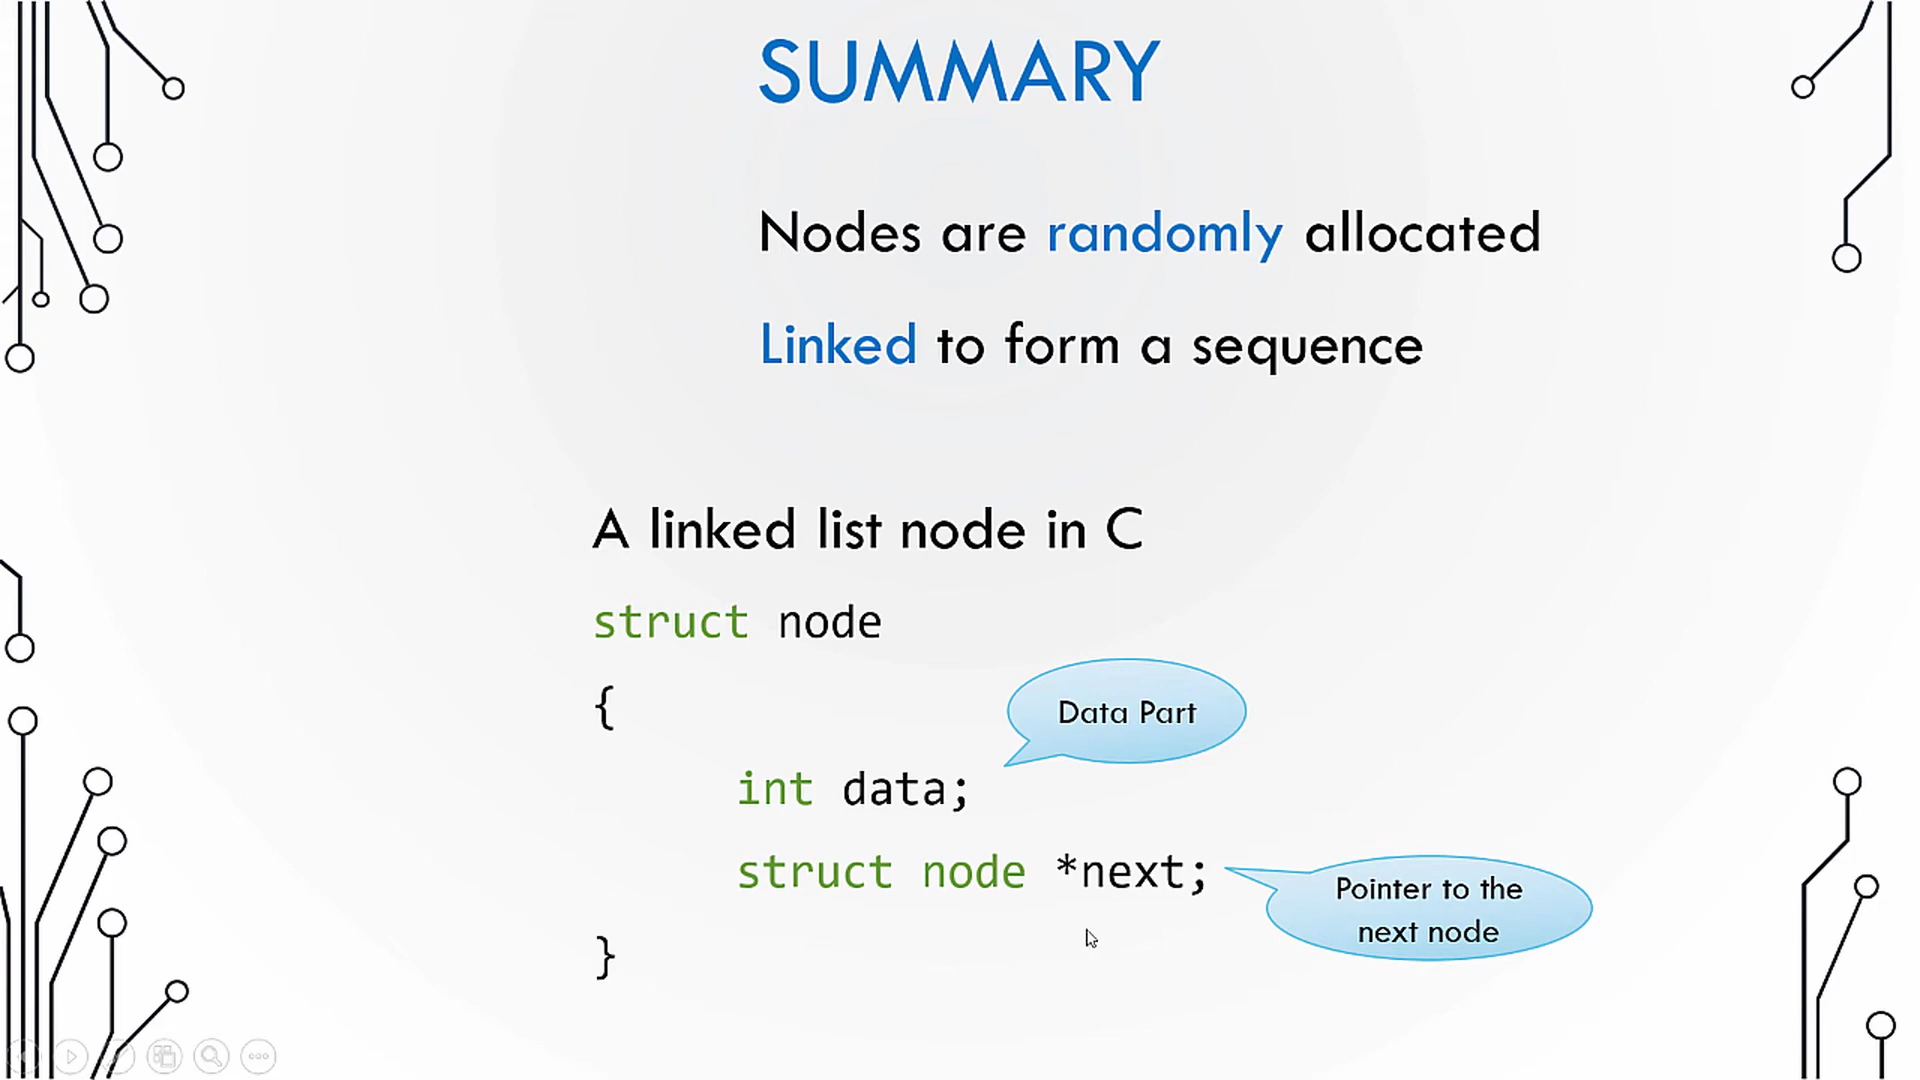 SUMMARY
Nodes are randomly allocated
Linked to form a sequence
A linked list node in C
struct node
{
Data Part
int data;
struct node *next;
Pointer to the
next node
}